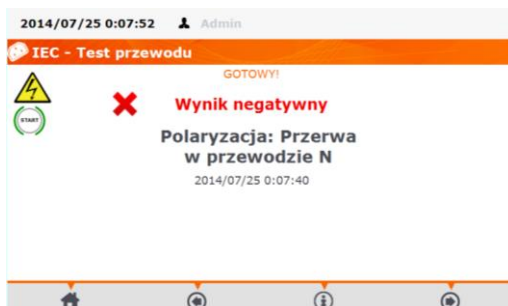 2014/07/25 0:07:52 Admin
IEC - Test przewodu
GOTOWY!
Wynik negatywny
START
Polaryzacja: Przerwa
w przewodzie N
2014/07/25 0:07:40